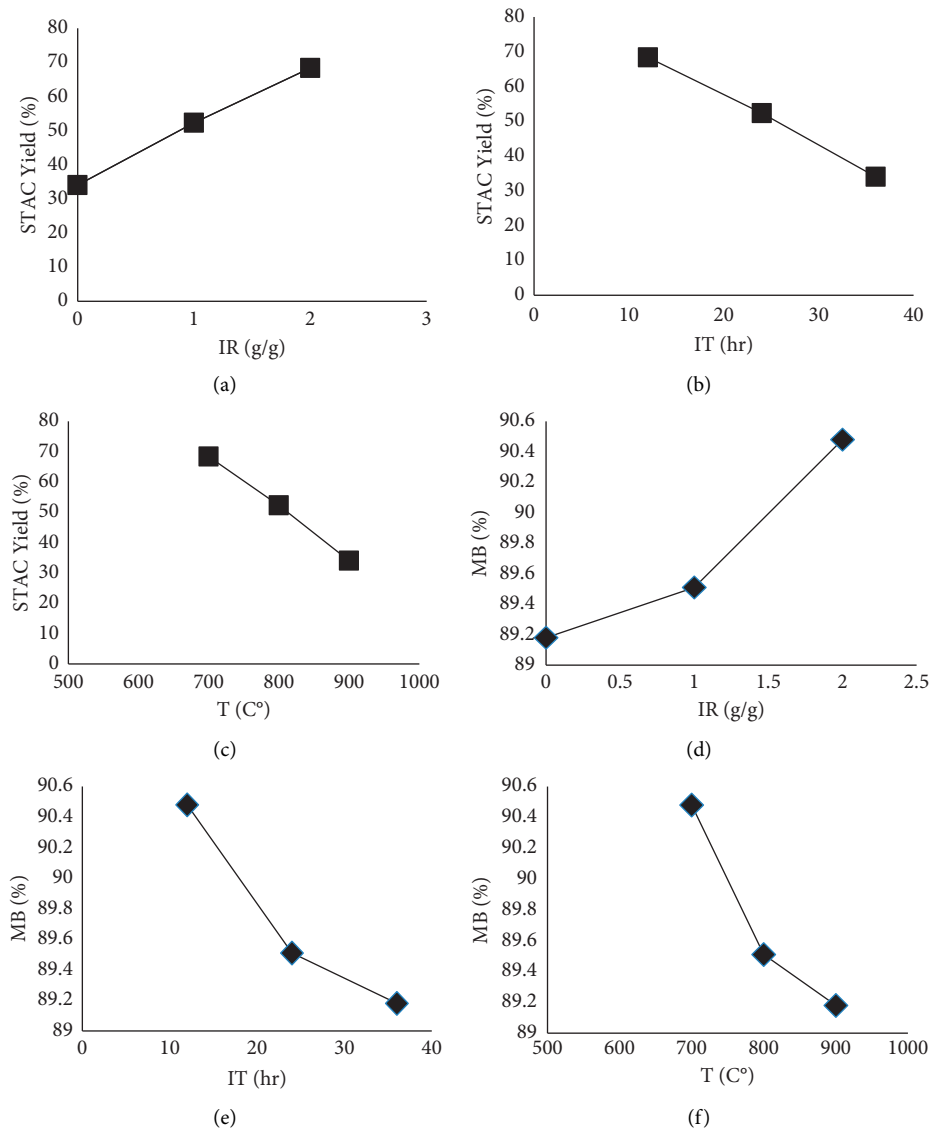 80
70
60
50
40
30
20
10
0
STAC Yield (%)
0 1 2 3
IR (g/g)
(a)
80
70
60
50
40
30
20
10
0
STAC Yield (%)
0 10 20 30 40
IT (hr)
(b)
80
70
60
50
40
30
20
10
0
STAC Yield (%)
500 600 700 800 900 1000
T (C°)
(c)
90.6
90.4
90.2
90
89.8
89.6
89.4
89.2
89
MB (%)
0 0.5 1 1.5 2 2.5
IR (g/g)
(d)
90.6
90.4
90.2
90
89.8
89.6
89.4
89.2
89
MB (%)
0 10 20 30 40
IT (hr)
(e)
90.6
90.4
90.2
90
89.8
89.6
89.4
89.2
89
MB (%)
500 600 700 800 900 1000
T (C°)
(f)